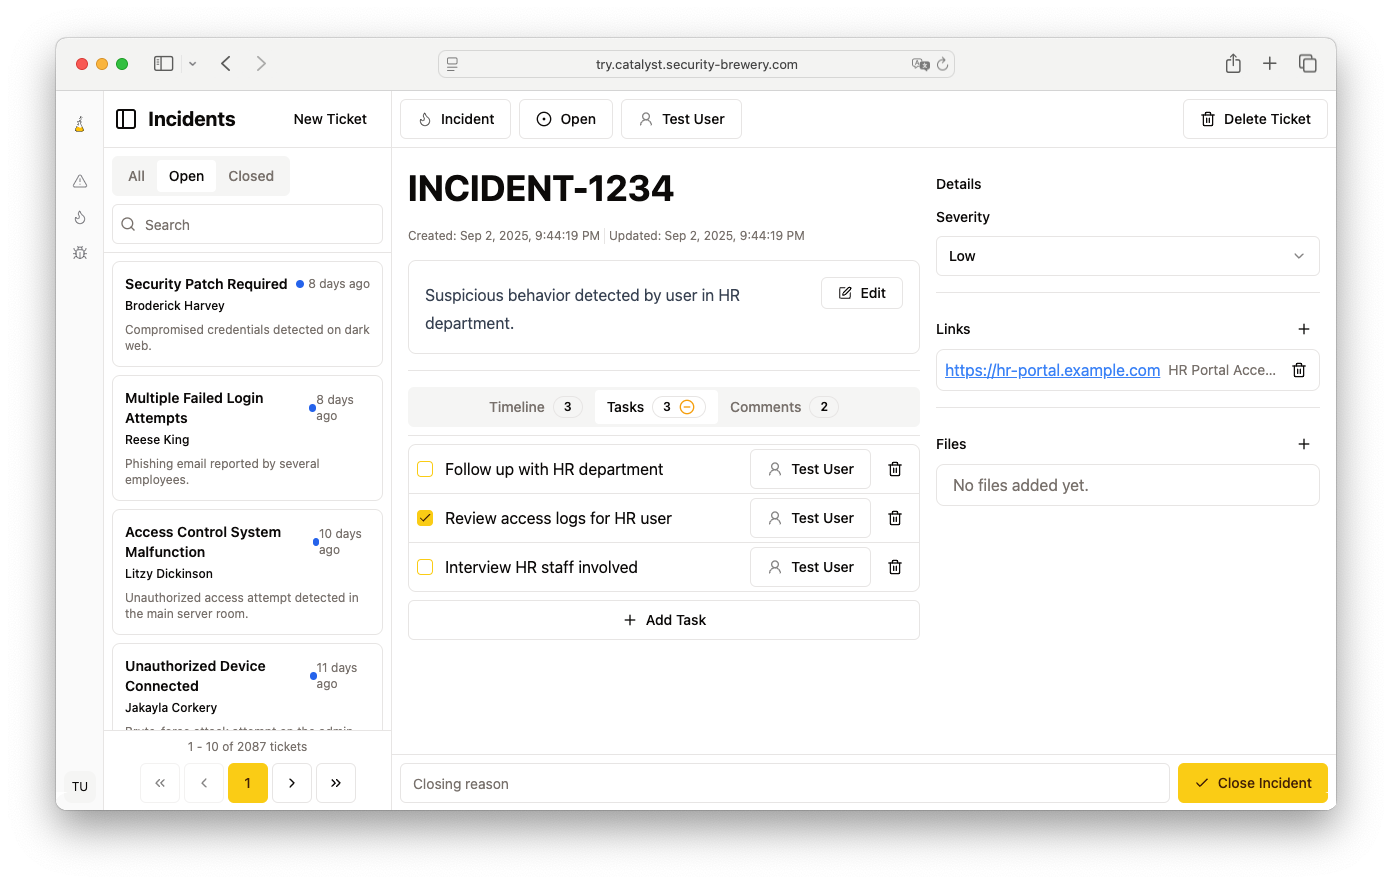 try.catalyst.security-brewery.com
Incidents
New Ticket
All
Open
Closed
Search
Security Patch Required
8 days ago
Broderick Harvey
Compromised credentials detected on dark
web.
Multiple Failed Login
Attempts
8 days
ago
Reese King
Phishing email reported by several
employees.
Access Control System
Malfunction
10 days
ago
Litzy Dickinson
Unauthorized access attempt detected in
the main server room.
Unauthorized Device
Connected
11 days
ago
Jakayla Corkery
Brute-force attack attempt on the admin
1 - 10 of 2087 tickets
1
TU
Incident
Open
Test User
Delete Ticket
INCIDENT-1234
Created: Sep 2, 2025, 9:44:19 PM
Updated: Sep 2, 2025, 9:44:19 PM
Suspicious behavior detected by user in HR
department.
Edit
Timeline 3
Tasks 3
Comments 2
Follow up with HR department
Test User
Review access logs for HR user
Test User
Interview HR staff involved
Test User
Add Task
Details
Severity
Low
Links
https://hr-portal.example.com HR Portal Acce...
Files
No files added yet.
Closing reason
Close Incident